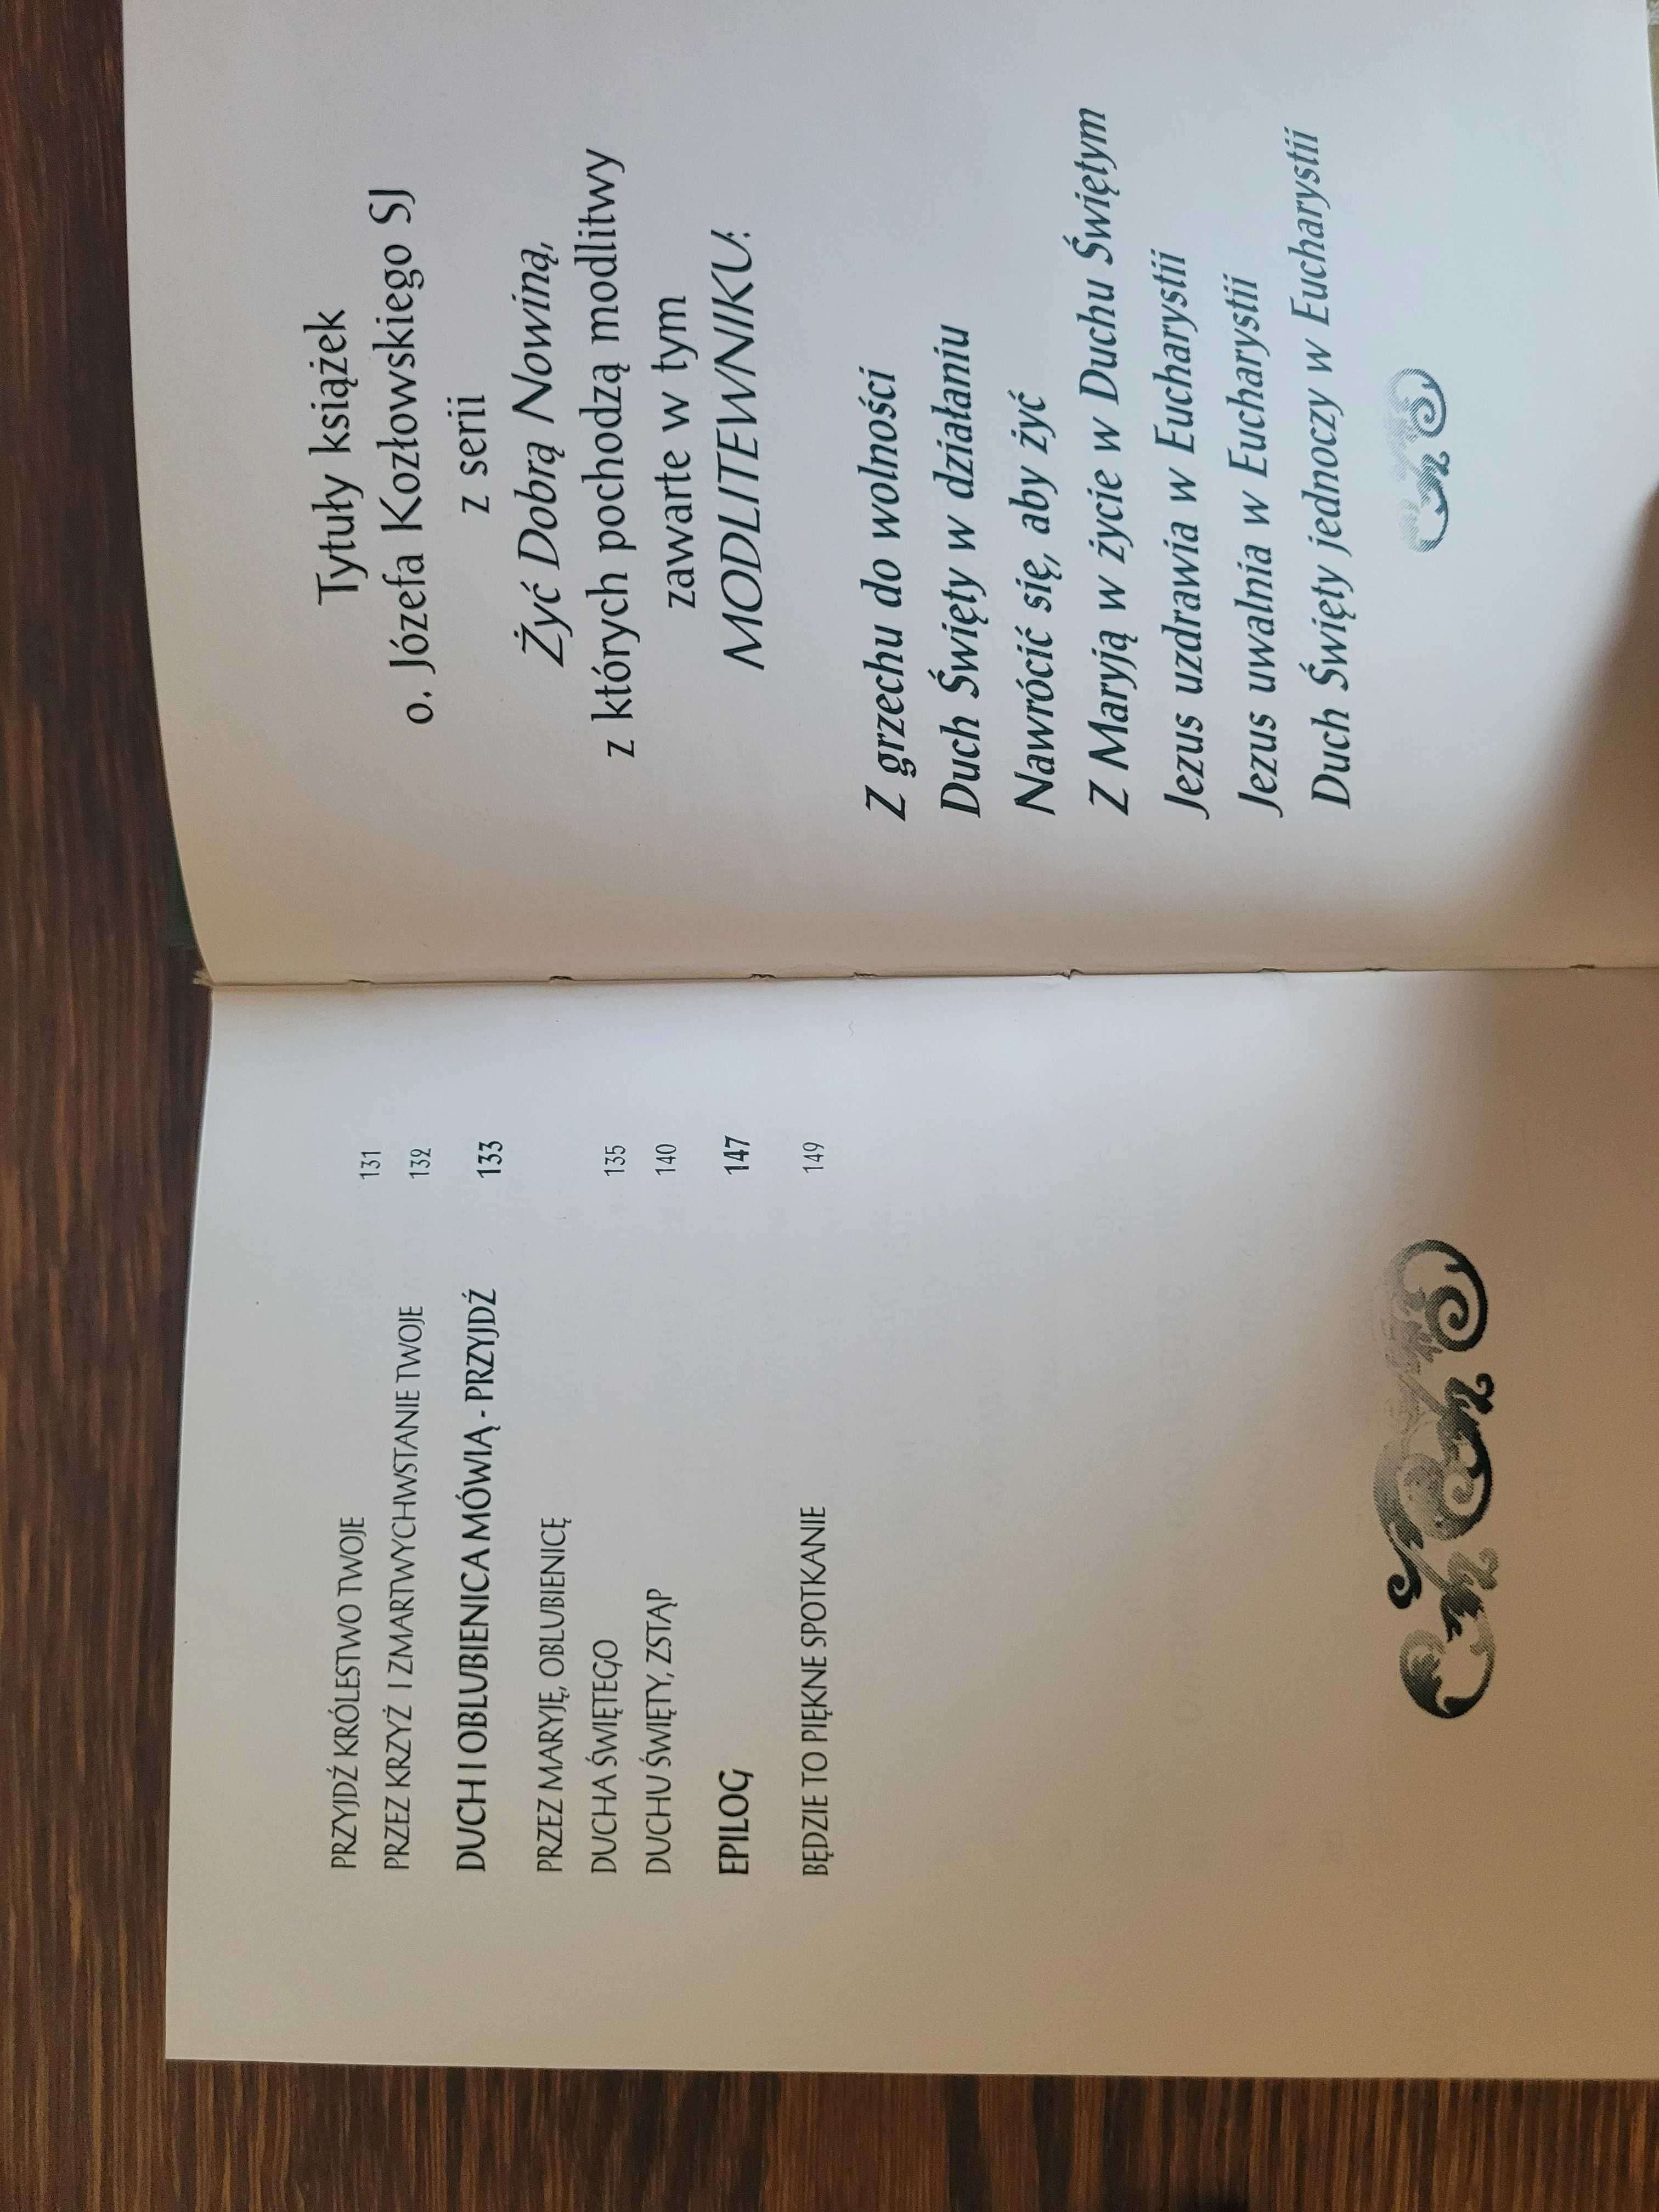 PRZYJDŹ KRÓLESTWO TWOJE 131
PRZEZ KRZYŻ I ZMARTWYCHWSTANIE TWOJE 132
DUCH I OBLUBIENICA MÓWIĄ - PRZYJDŹ 133
PRZEZ MARYJĘ, OBLUBIENICĘ
DUCHA ŚWIĘTEGO 135
DUCHU ŚWIĘTY, ZSTĄP 140
EPILOG 147
BĘDZIE TO PIĘKNE SPOTKANIE 149
Tytuły książek
o. Józefa Kozłowskiego SJ
z serii
Żyć Dobrą Nowiną,
z których pochodzą modlitwy
zawarte w tym
MODLITEWNIKU:
Z grzechu do wolności
Duch Święty w działaniu
Nawrócić się, aby żyć
Z Maryją w życie w Duchu Świętym
Jezus uzdrawia w Eucharystii
Jezus uwalnia w Eucharystii
Duch Święty jednoczy w Eucharystii